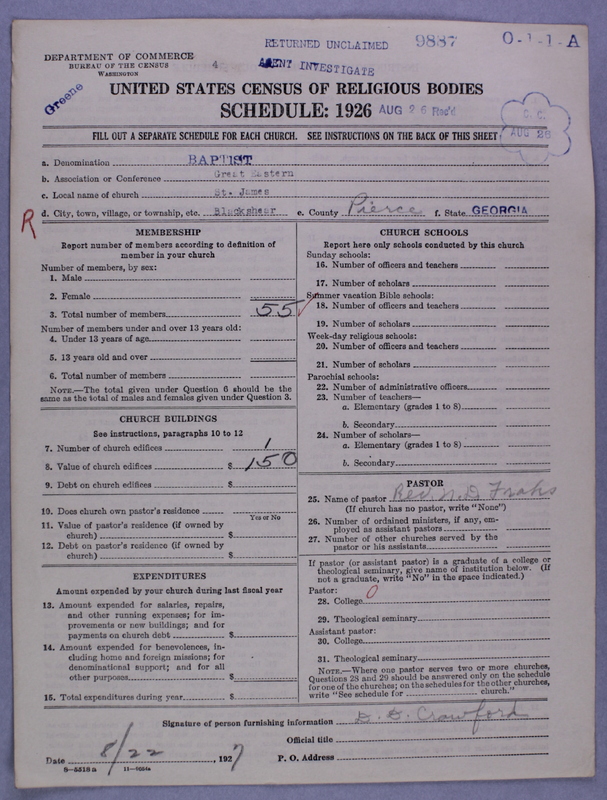 RETURNED UNCLAIMED
9887
O-1-1-A
DEPARTMENT OF COMMERCE
BUREAU OF THE CENSUS
WASHINGTON
4
AGENT INVESTIGATE
Greene
UNITED STATES CENSUS OF RELIGIOUS BODIES
SCHEDULE: 1926
AUG 26 Rec'd
C. C.
AUG 26
FILL OUT A SEPARATE SCHEDULE FOR EACH CHURCH. SEE INSTRUCTIONS ON THE BACK OF THIS SHEET
a. Denomination BAPTIST
b. Association or Conference Great Eastern
c. Local name of church St. James
R
d. City, town, village, or township, etc. Blackshear e. County Pierce f. State GEORGIA
MEMBERSHIP
Report number of members according to definition of
member in your church
Number of members, by sex:
1. Male
2. Female
3. Total number of members 55
Number of members under and over 13 years old:
4. Under 13 years of age
5. 13 years old and over
6. Total number of members
NOTE.—The total given under Question 6 should be
same as the total of males and females given under Question 3.
CHURCH BUILDINGS
See instructions, paragraphs 10 to 12
7. Number of church edifices 1
8. Value of church edifices $ 150
9. Debt on church edifices $
10. Does church own pastor's residence
Yes or No
11. Value of pastor's residence (if owned by
church) $
12. Debt on pastor's residence (if owned by
church) $
EXPENDITURES
Amount expended by your church during last fiscal year
13. Amount expended for salaries, repairs,
and other running expenses; for im-
provements or new buildings; and for
payments on church debt $
14. Amount expended for benevolences, in-
cluding home and foreign missions; for
denominational support; and for all
other purposes $
15. Total expenditures during year $
CHURCH SCHOOLS
Report here only schools conducted by this church
Sunday schools:
16. Number of officers and teachers
17. Number of scholars
Summer vacation Bible schools:
18. Number of officers and teachers
19. Number of scholars
Week-day religious schools:
20. Number of officers and teachers
21. Number of scholars
Parochial schools:
22. Number of administrative officers
23. Number of teachers—
a. Elementary (grades 1 to 8)
b. Secondary
24. Number of scholars—
a. Elementary (grades 1 to 8)
b. Secondary
PASTOR
25. Name of pastor Rev. N. D.
(If church has no pastor, write "None")
26. Number of ordained ministers, if any, em-
ployed as assistant pastors
27. Number of other churches served by the
pastor or his assistants
If pastor (or assistant pastor) is a graduate of a college or
theological seminary, give name of institution below. (If
not a graduate, write "No" in the space indicated.)
Pastor: 0
28. College
29. Theological seminary
Assistant pastor:
30. College
31. Theological seminary
NOTE.—Where one pastor serves two or more churches,
Questions 28 and 29 should be answered only on the schedule
for one of the churches; on the schedules for the other churches,
write "See schedule for church."
Signature of person furnishing information D. D. Crawford
Official title
Date 8/22, 1927 P. O. Address
8-5518a